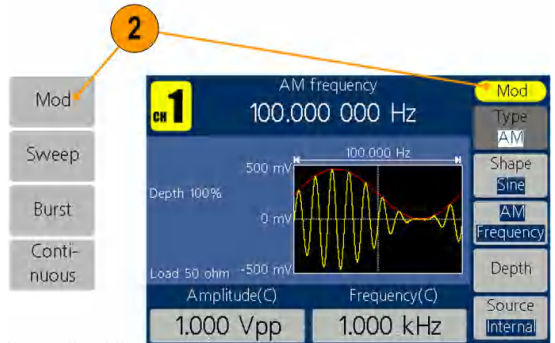 2
Mod
Sweep
Burst
Conti-
nuous
CH 1
AM frequency
100.000 000 Hz
100.000 Hz
500 mV
Depth 100%
0 mV
Load 50 ohm
-500 mV
Amplitude(C)
1.000 Vpp
Frequency(C)
1.000 kHz
Mod
Type
AM
Shape
Sine
AM
Frequency
Depth
Source
Internal